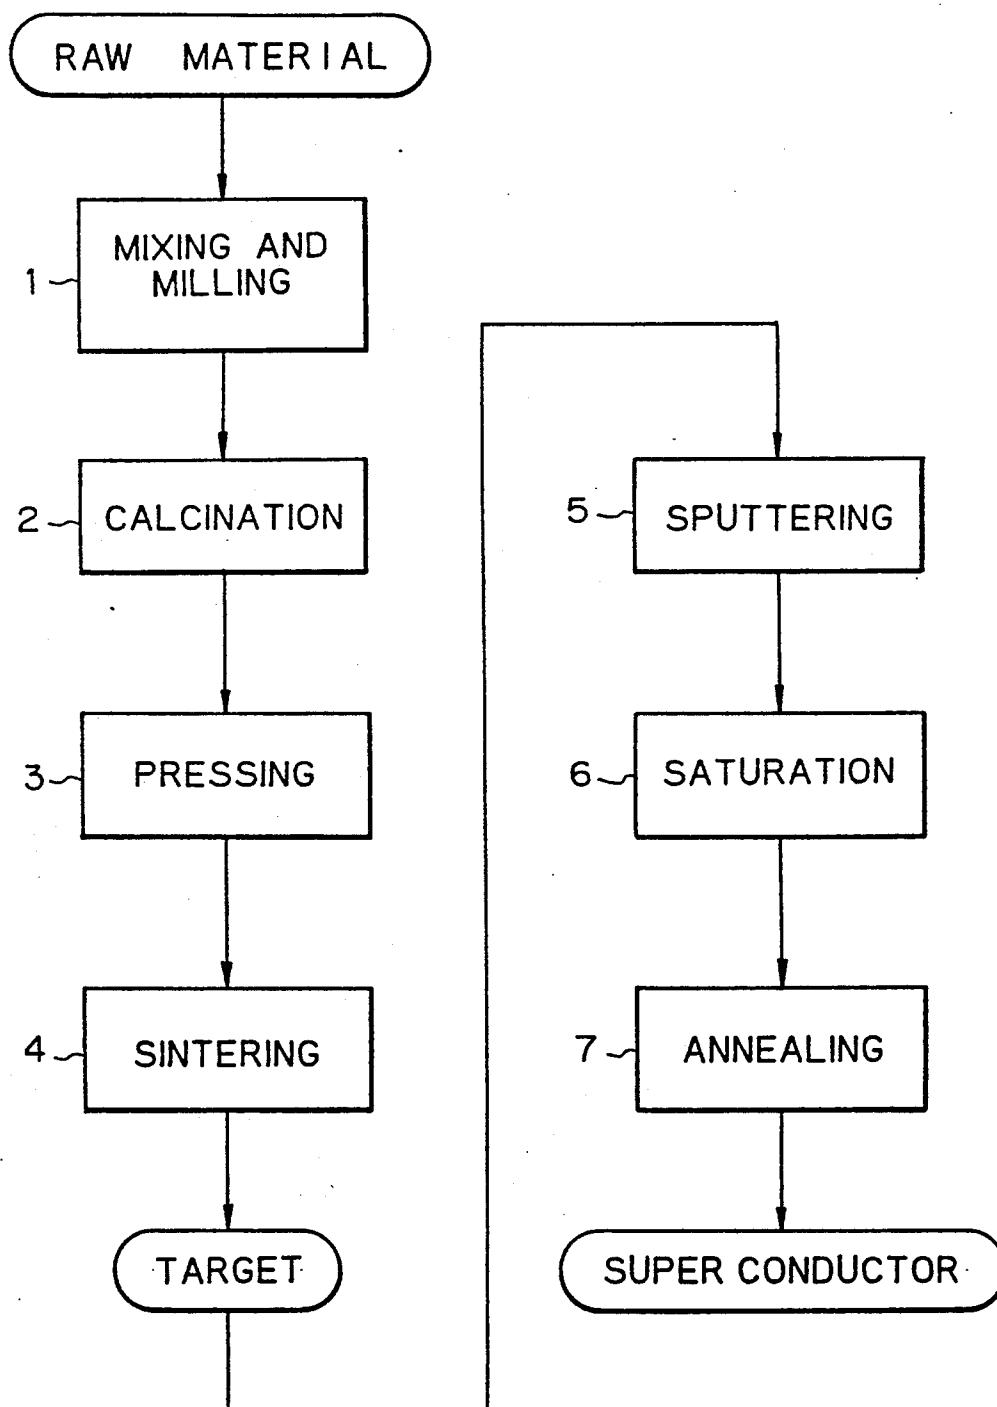 RAW MATERIAL
1
MIXING AND
MILLING
2
CALCINATION
3
PRESSING
4
SINTERING
TARGET
5
SPUTTERING
6
SATURATION
7
ANNEALING
SUPER CONDUCTOR